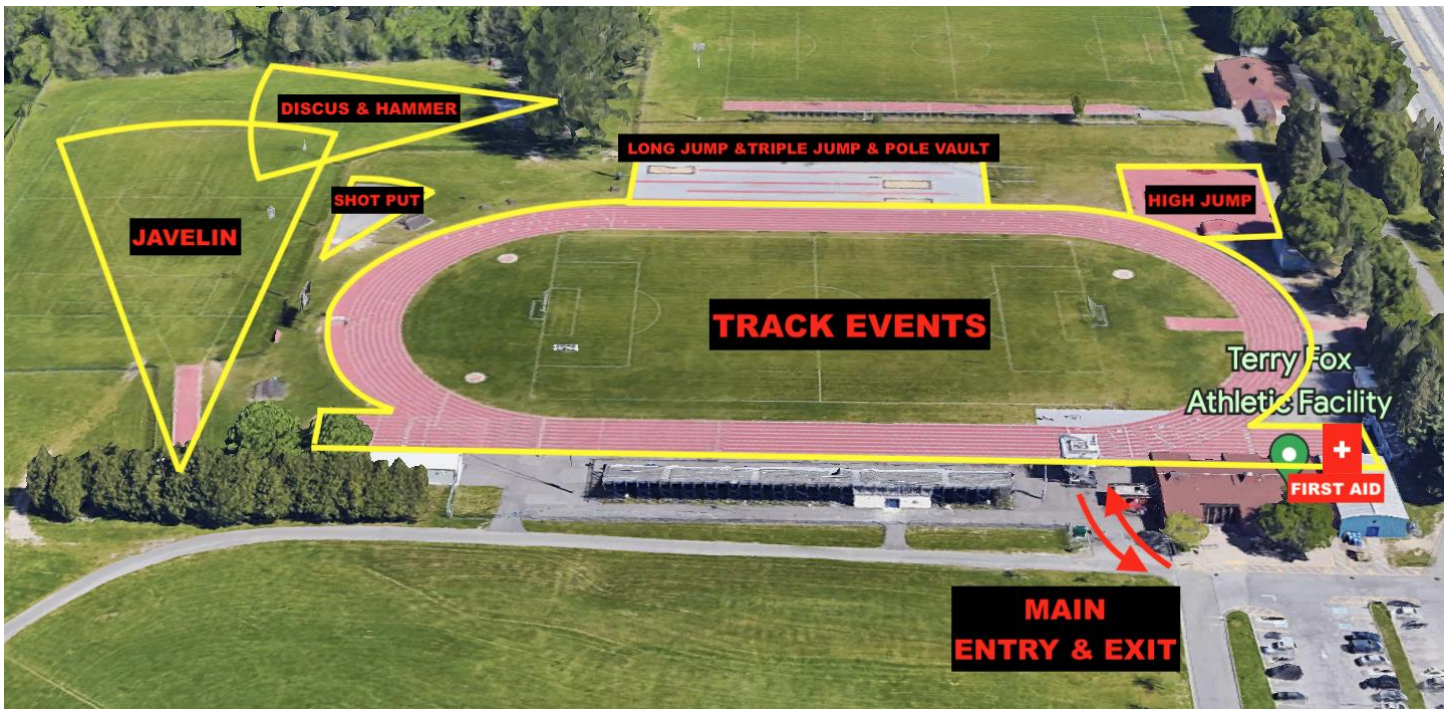 DISCUS & HAMMER
LONG JUMP &TRIPLE JUMP & POLE VAULT
SHOT PUT
HIGH JUMP
JAVELIN
TRACK EVENTS
Terry Fox
Athletic Facility
+
FIRST AID
MAIN
ENTRY & EXIT